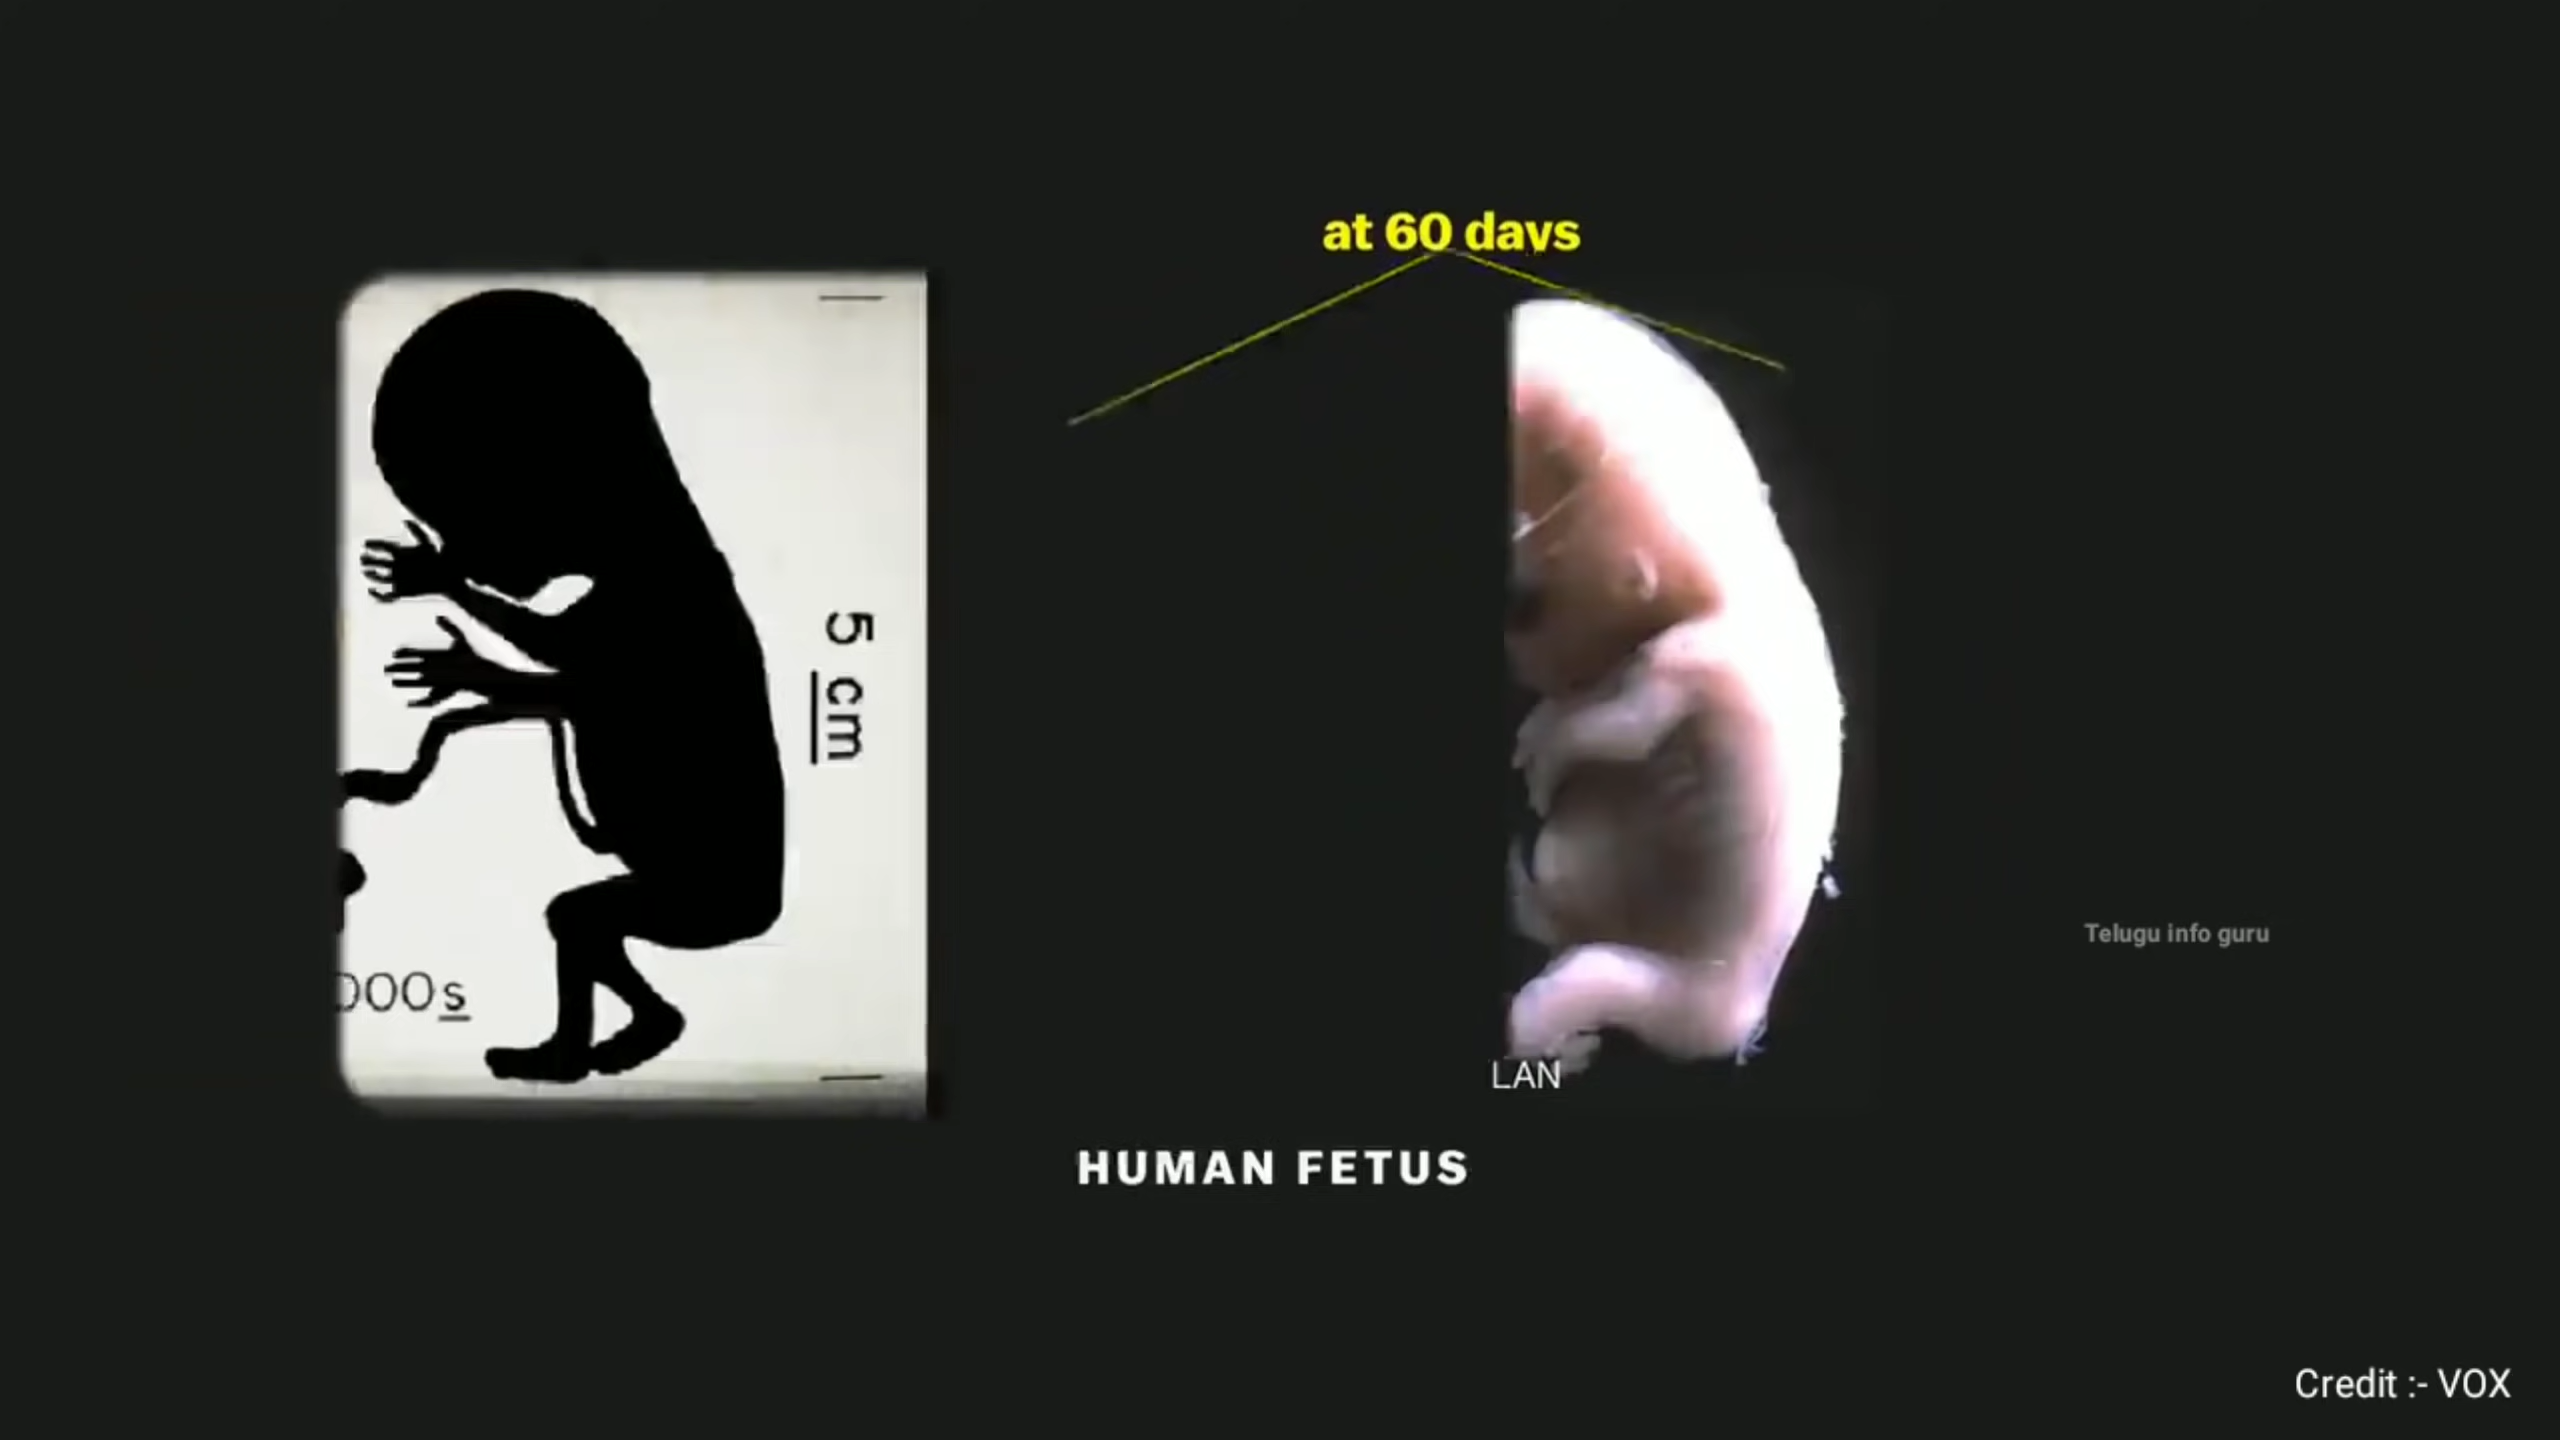 at 60 days
5 cm
000s
LAN
Telugu info guru
HUMAN FETUS
Credit :- VOX